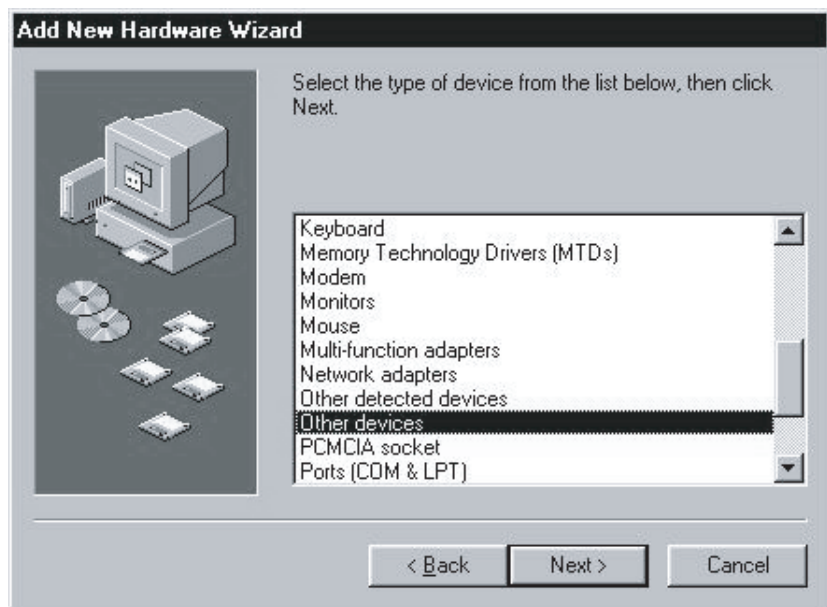 Add New Hardware Wizard
Select the type of device from the list below, then click
Next.
Keyboard
Memory Technology Drivers (MTDs)
Modem
Monitors
Mouse
Multi-function adapters
Network adapters
Other detected devices
Other devices
PCMCIA socket
Ports (COM & LPT)
< Back
Next >
Cancel